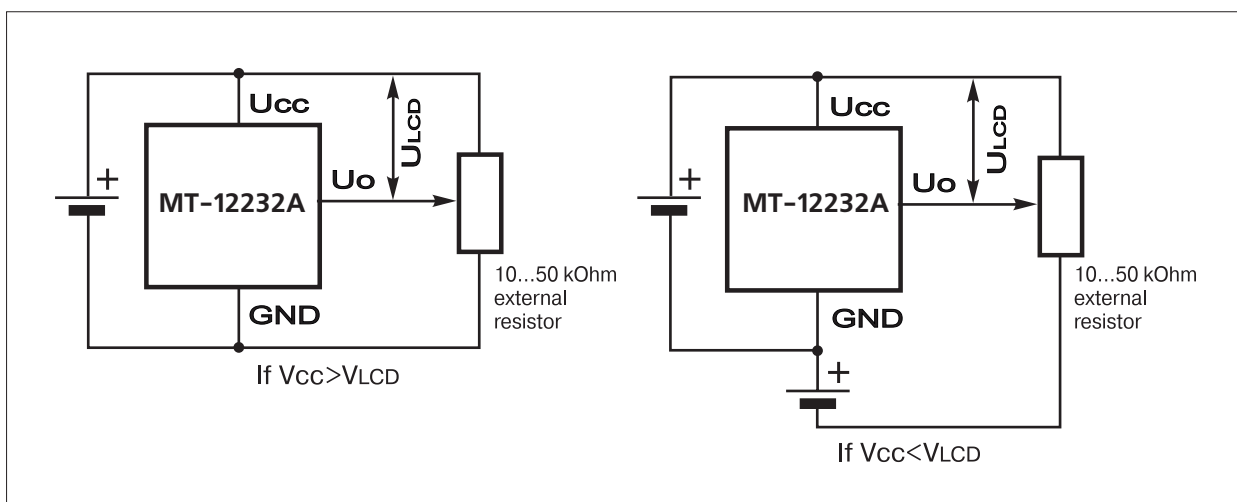 Ucc
ULCD
+
Uo
MT-12232A
10...50 kOhm
external
resistor
GND
If Vcc>VLCD
Ucc
ULCD
+
Uo
MT-12232A
10...50 kOhm
external
resistor
GND
+
If Vcc<VLCD